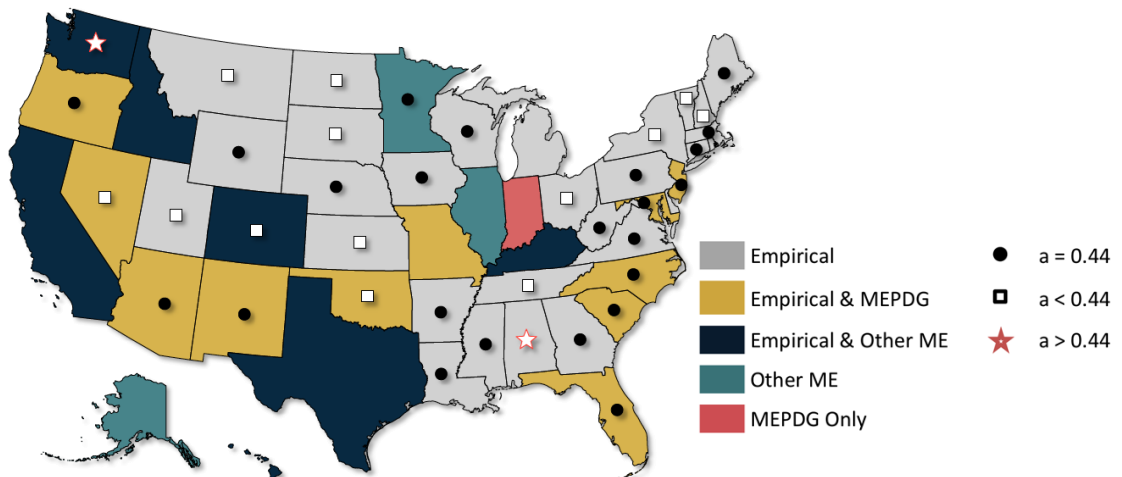 Empirical a = 0.44
Empirical & MEPDG a < 0.44
Empirical & Other ME a > 0.44
Other ME
MEPDG Only